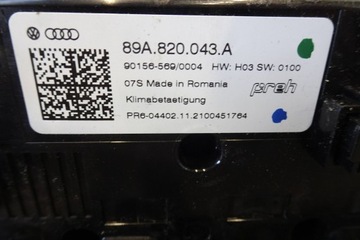 89A.820.043.A
90156-569/0004 HW: H03 SW: 0100
07S Made in Romania
preh
Klimabetaetigung
PR6-04402.11.2100451764